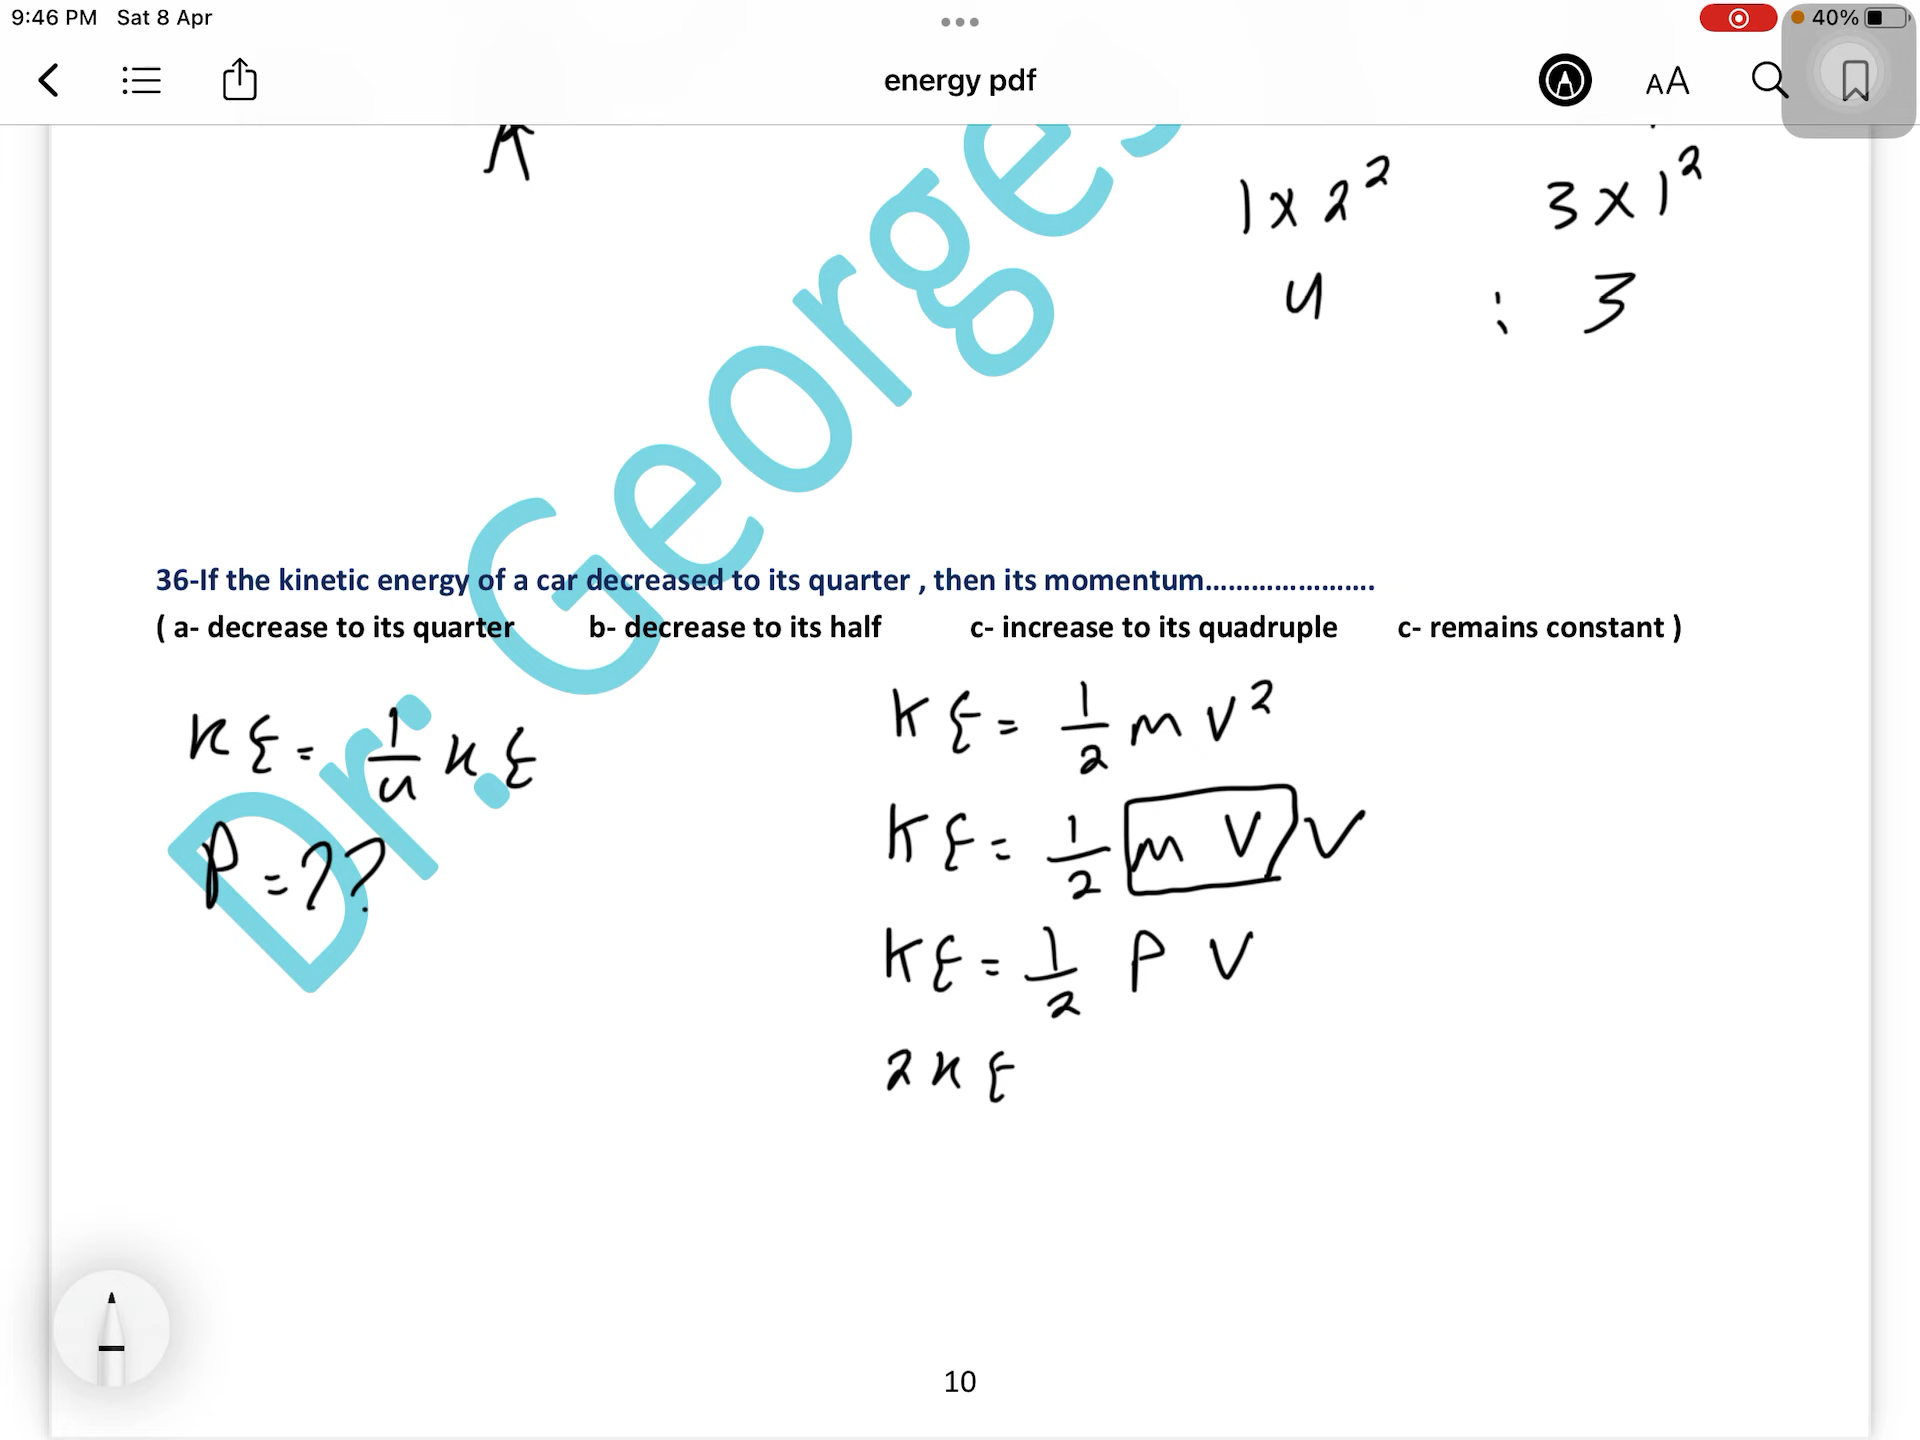 9:46 PM Sat 8 Apr
40%
energy pdf
AA
K
1 x 2² 3 x 1²
4 : 3
Dr. George
36-If the kinetic energy of a car decreased to its quarter , then its momentum.....................
( a- decrease to its quarter b- decrease to its half c- increase to its quadruple c- remains constant )
KE = 1/4 KE
P = ??
KE = 1/2 m v²
KE = 1/2 m v v
KE = 1/2 P v
2KE
10